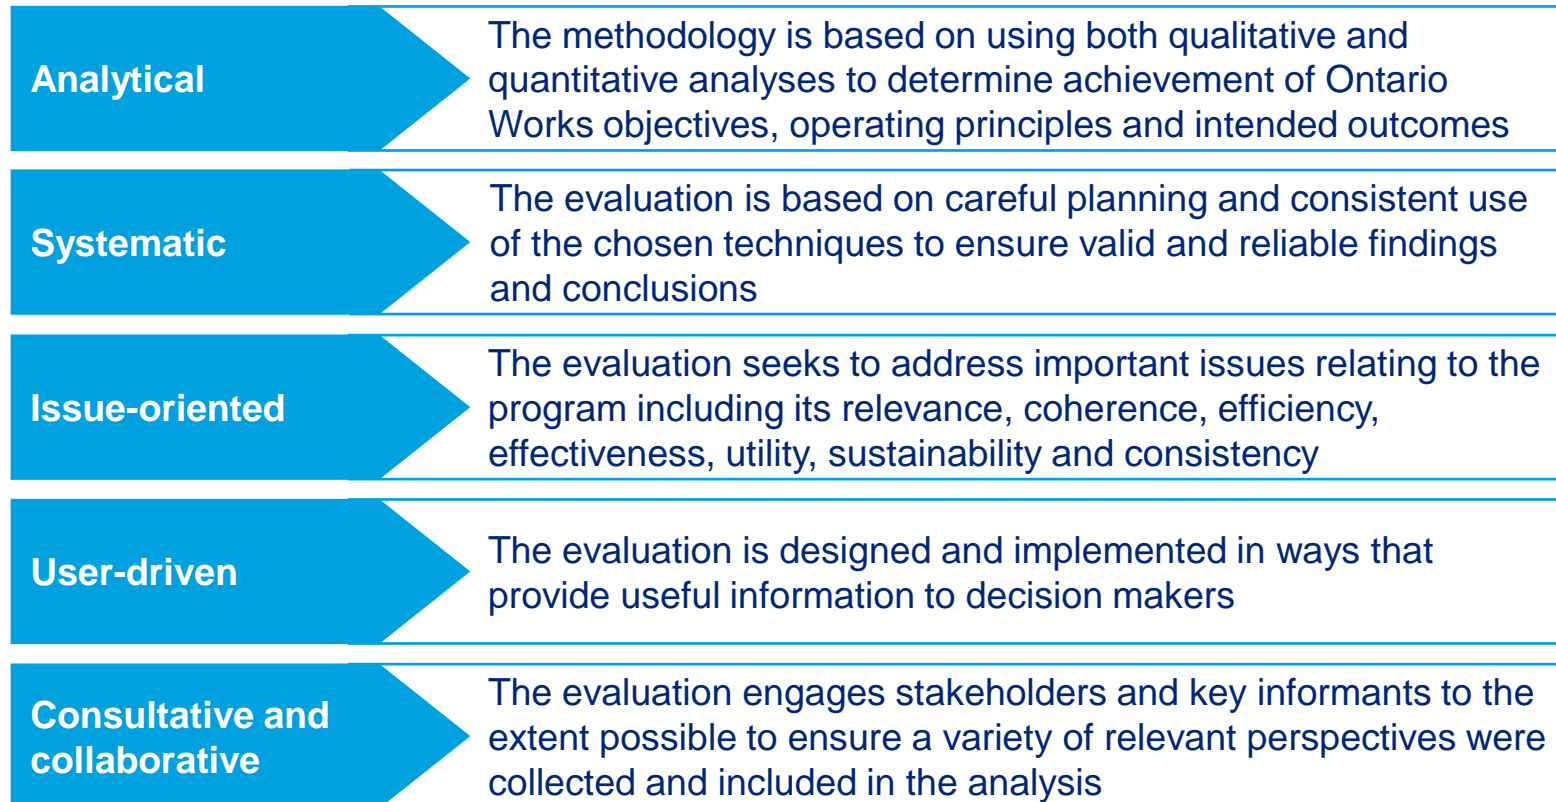 Analytical
The methodology is based on using both qualitative and
quantitative analyses to determine achievement of Ontario
Works objectives, operating principles and intended outcomes
Systematic
The evaluation is based on careful planning and consistent use
of the chosen techniques to ensure valid and reliable findings
and conclusions
Issue-oriented
The evaluation seeks to address important issues relating to the
program including its relevance, coherence, efficiency,
effectiveness, utility, sustainability and consistency
User-driven
The evaluation is designed and implemented in ways that
provide useful information to decision makers
Consultative and
collaborative
The evaluation engages stakeholders and key informants to the
extent possible to ensure a variety of relevant perspectives were
collected and included in the analysis